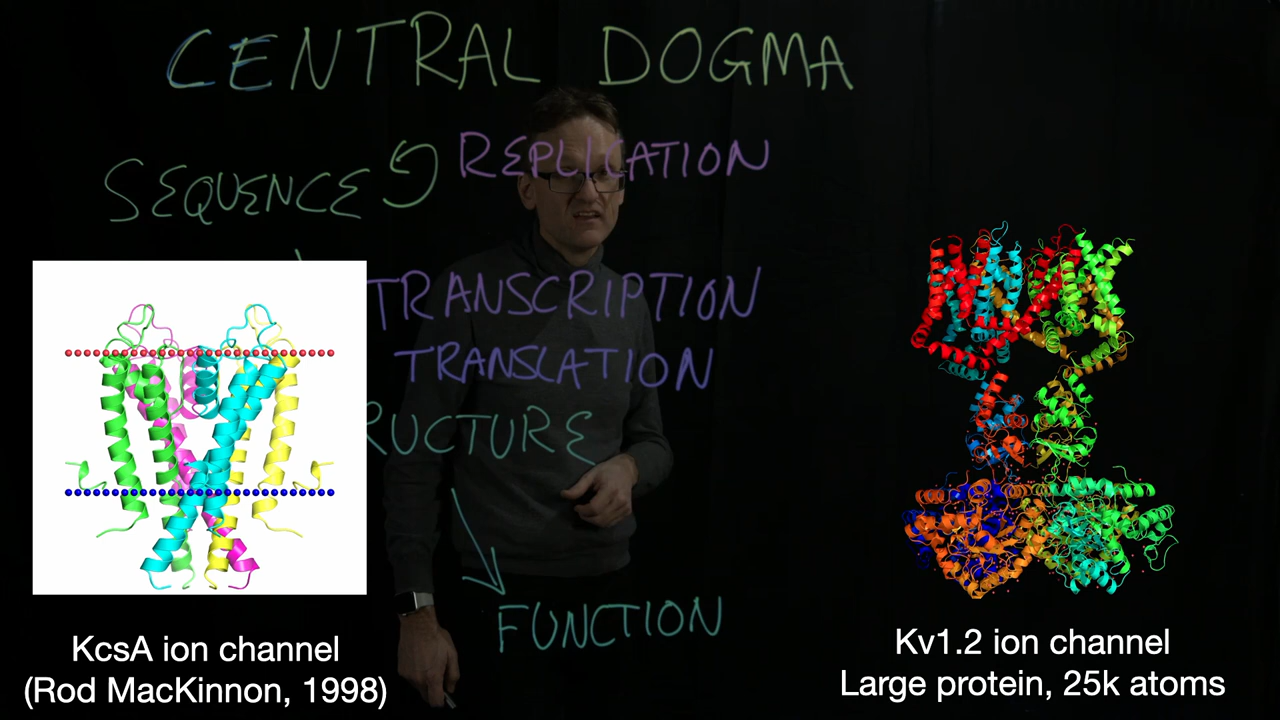 CENTRAL DOGMA
REPLICATION
SEQUENCE
TRANSCRIPTION
TRANSLATION
RUCTURE
FUNCTION
KcsA ion channel
(Rod MacKinnon, 1998)
Kv1.2 ion channel
Large protein, 25k atoms